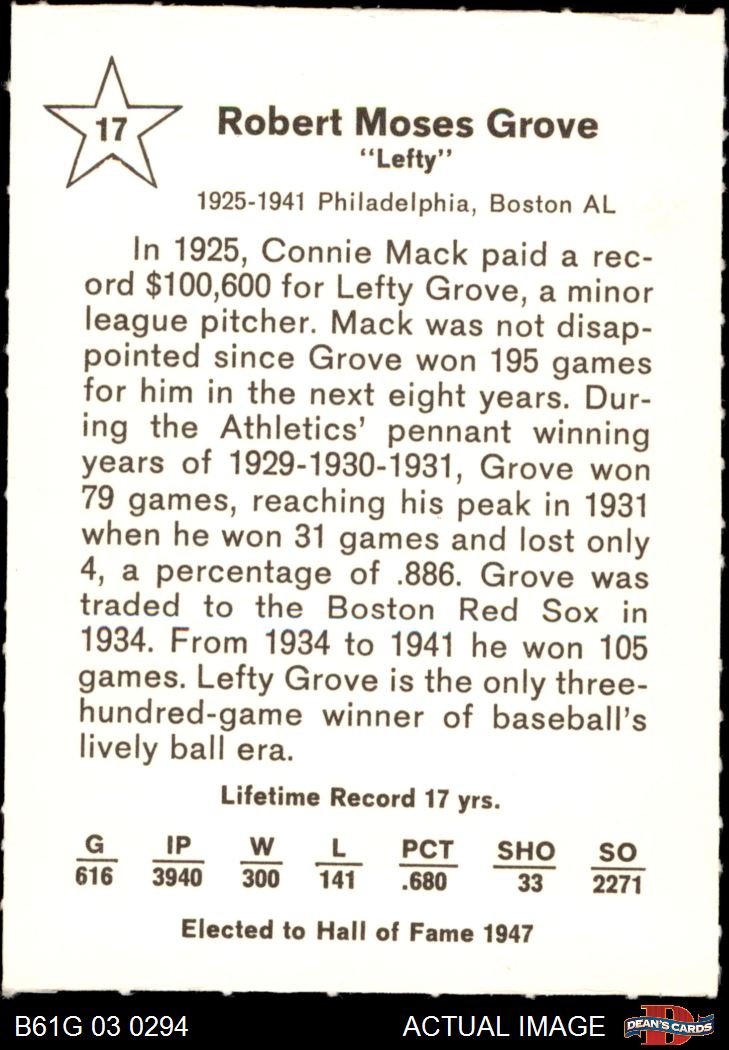 17
Robert Moses Grove
"Lefty"
1925-1941 Philadelphia, Boston AL
In 1925, Connie Mack paid a rec-
ord $100,600 for Lefty Grove, a minor
league pitcher. Mack was not disap-
pointed since Grove won 195 games
for him in the next eight years. Dur-
ing the Athletics' pennant winning
years of 1929-1930-1931, Grove won
79 games, reaching his peak in 1931
when he won 31 games and lost only
4, a percentage of .886. Grove was
traded to the Boston Red Sox in
1934. From 1934 to 1941 he won 105
games. Lefty Grove is the only three-
hundred-game winner of baseball's
lively ball era.
Lifetime Record 17 yrs.
G IP W L PCT SHO SO
616 3940 300 141 .680 33 2271
Elected to Hall of Fame 1947
B61G 03 0294 ACTUAL IMAGE DEAN'S CARDS